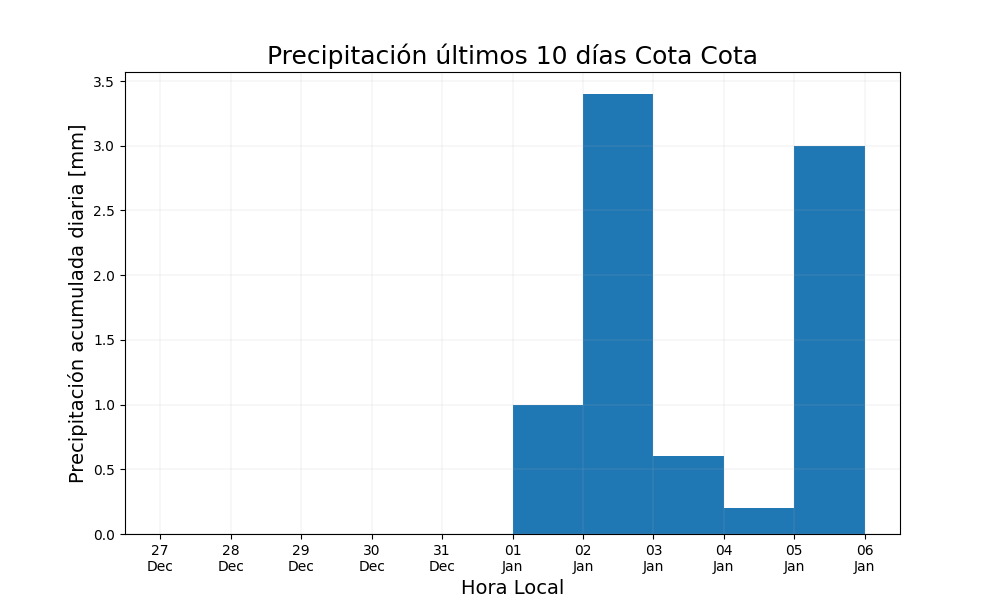 Precipitación últimos 10 días Cota Cota
Precipitación acumulada diaria [mm]
3.5
3.0
2.5
2.0
1.5
1.0
0.5
0.0
27 28 29 30 31 01 02 03 04 05 06
Dec Dec Dec Dec Dec Jan Jan Jan Jan Jan Jan
Hora Local